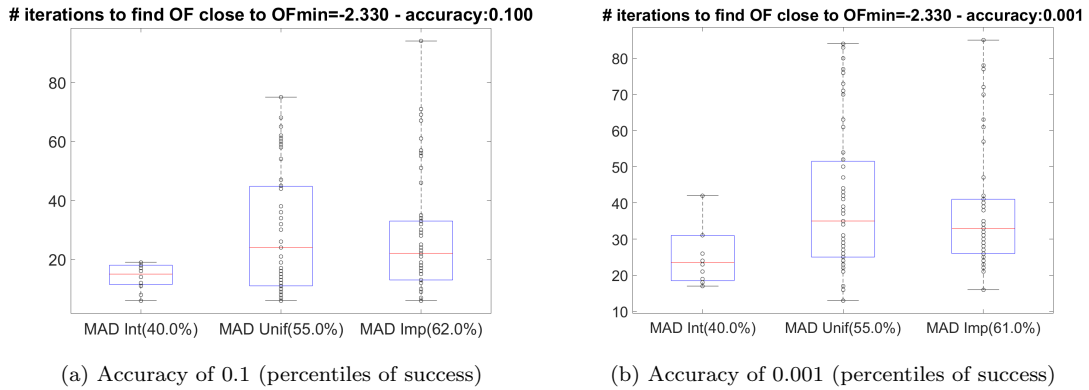 # iterations to find OF close to OFmin=-2.330 - accuracy:0.100
80
60
40
20
MAD Int(40.0%) MAD Unif(55.0%) MAD Imp(62.0%)
(a) Accuracy of 0.1 (percentiles of success)
# iterations to find OF close to OFmin=-2.330 - accuracy:0.001
80
70
60
50
40
30
20
10
MAD Int(40.0%) MAD Unif(55.0%) MAD Imp(61.0%)
(b) Accuracy of 0.001 (percentiles of success)